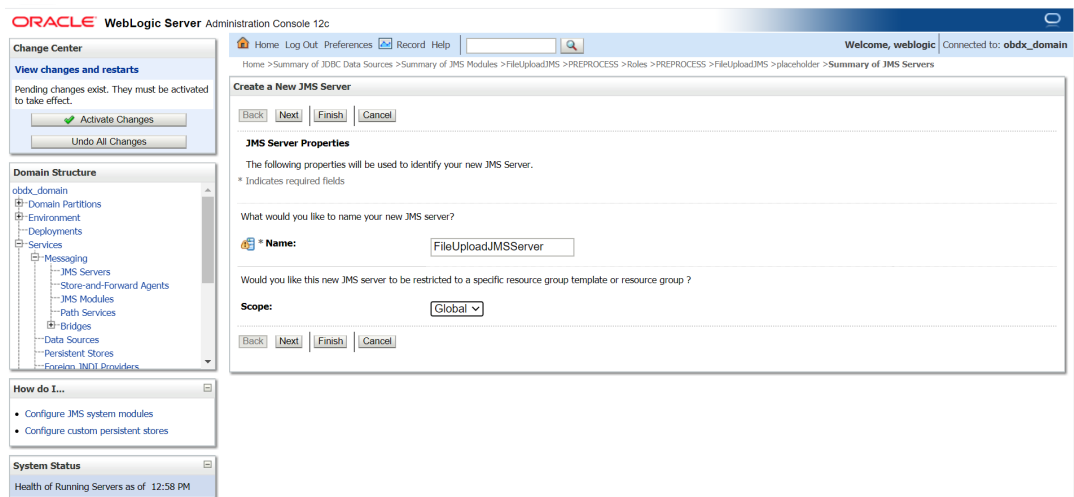 ORACLE WebLogic Server Administration Console 12c
Change Center
View changes and restarts
Pending changes exist. They must be activated
to take effect.
Activate Changes
Undo All Changes
Domain Structure
obdx_domain
Domain Partitions
Environment
Deployments
Services
Messaging
JMS Servers
Store-and-Forward Agents
JMS Modules
Path Services
Bridges
Data Sources
Persistent Stores
Foreign JNDI Providers
How do I...
Configure JMS system modules
Configure custom persistent stores
System Status
Health of Running Servers as of 12:58 PM
Home Log Out Preferences Record Help
Welcome, weblogic Connected to: obdx_domain
Home >Summary of JDBC Data Sources >Summary of JMS Modules >FileUploadJMS >PREPROCESS >Roles >PREPROCESS >FileUploadJMS >placeholder >Summary of JMS Servers
Create a New JMS Server
Back Next Finish Cancel
JMS Server Properties
The following properties will be used to identify your new JMS Server.
* Indicates required fields
What would you like to name your new JMS server?
* Name: FileUploadJMSServer
Would you like this new JMS server to be restricted to a specific resource group template or resource group ?
Scope: Global
Back Next Finish Cancel